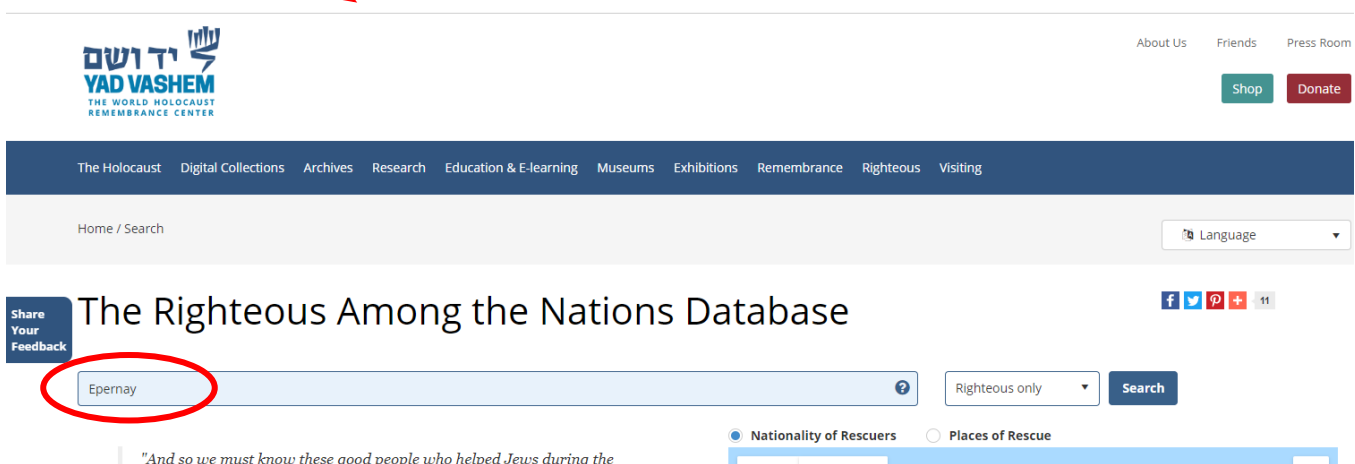 יד ושם
YAD VASHEM
THE WORLD HOLOCAUST
REMEMBRANCE CENTER
About Us Friends Press Room
Shop Donate
The Holocaust Digital Collections Archives Research Education & E-learning Museums Exhibitions Remembrance Righteous Visiting
Home / Search
Language
Share
Your
Feedback
The Righteous Among the Nations Database
11
Epernay
Righteous only
Search
Nationality of Rescuers Places of Rescue
"And so we must know these good people who helped Jews during the